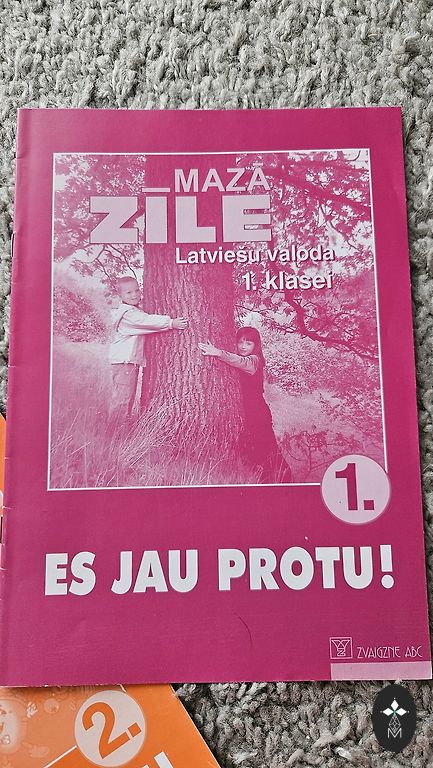 MAZĀ
ZĪLE
Latviešu valoda
1. klasei
1.
ES JAU PROTU!
ZVAIGZNE ABC
2.
M